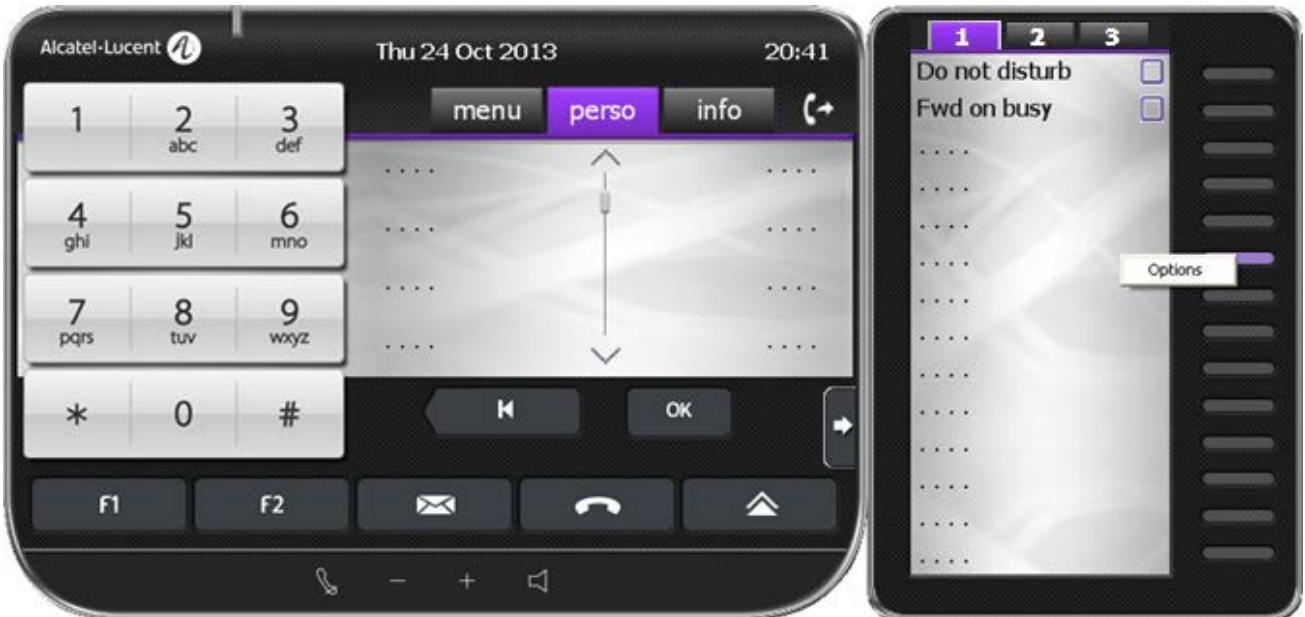 Alcatel·Lucent
Thu 24 Oct 2013
20:41
menu perso info
1 2 abc 3 def
4 ghi 5 jkl 6 mno
7 pqrs 8 tuv 9 wxyz
* 0 #
. . . . . . . .
. . . . . . . .
. . . . . . . .
. . . . . . . .
OK
F1 F2
− +
1 2 3
Do not disturb
Fwd on busy
. . . .
. . . .
. . . .
. . . .
Options
. . . .
. . . .
. . . .
. . . .
. . . .
. . . .
. . . .